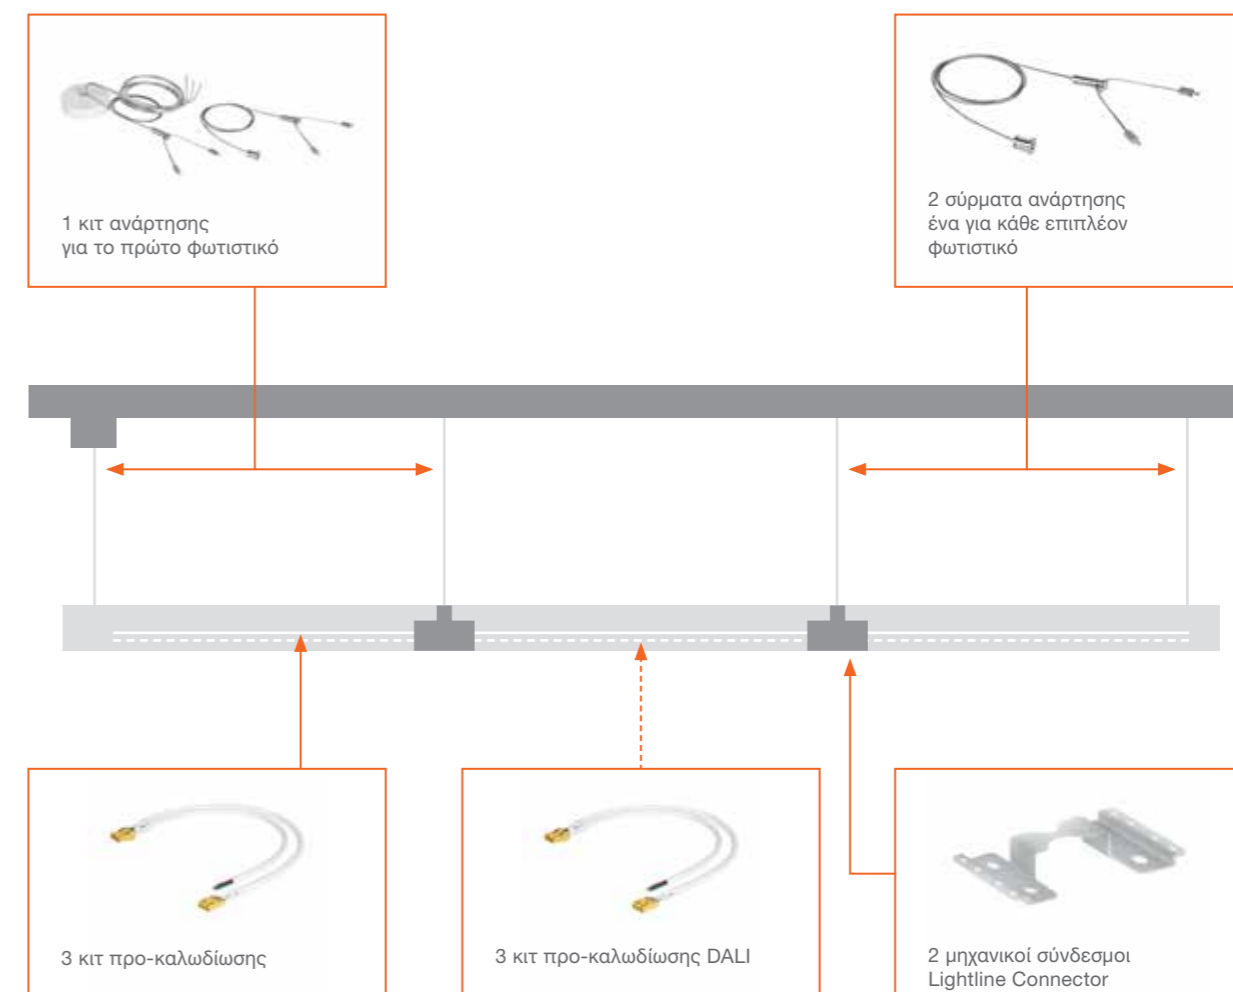 1 κιτ ανάρτησης
για το πρώτο φωτιστικό
2 σύρματα ανάρτησης
ένα για κάθε επιπλέον
φωτιστικό
3 κιτ προ-καλωδίωσης
3 κιτ προ-καλωδίωσης DALI
2 μηχανικοί σύνδεσμοι
Lightline Connector